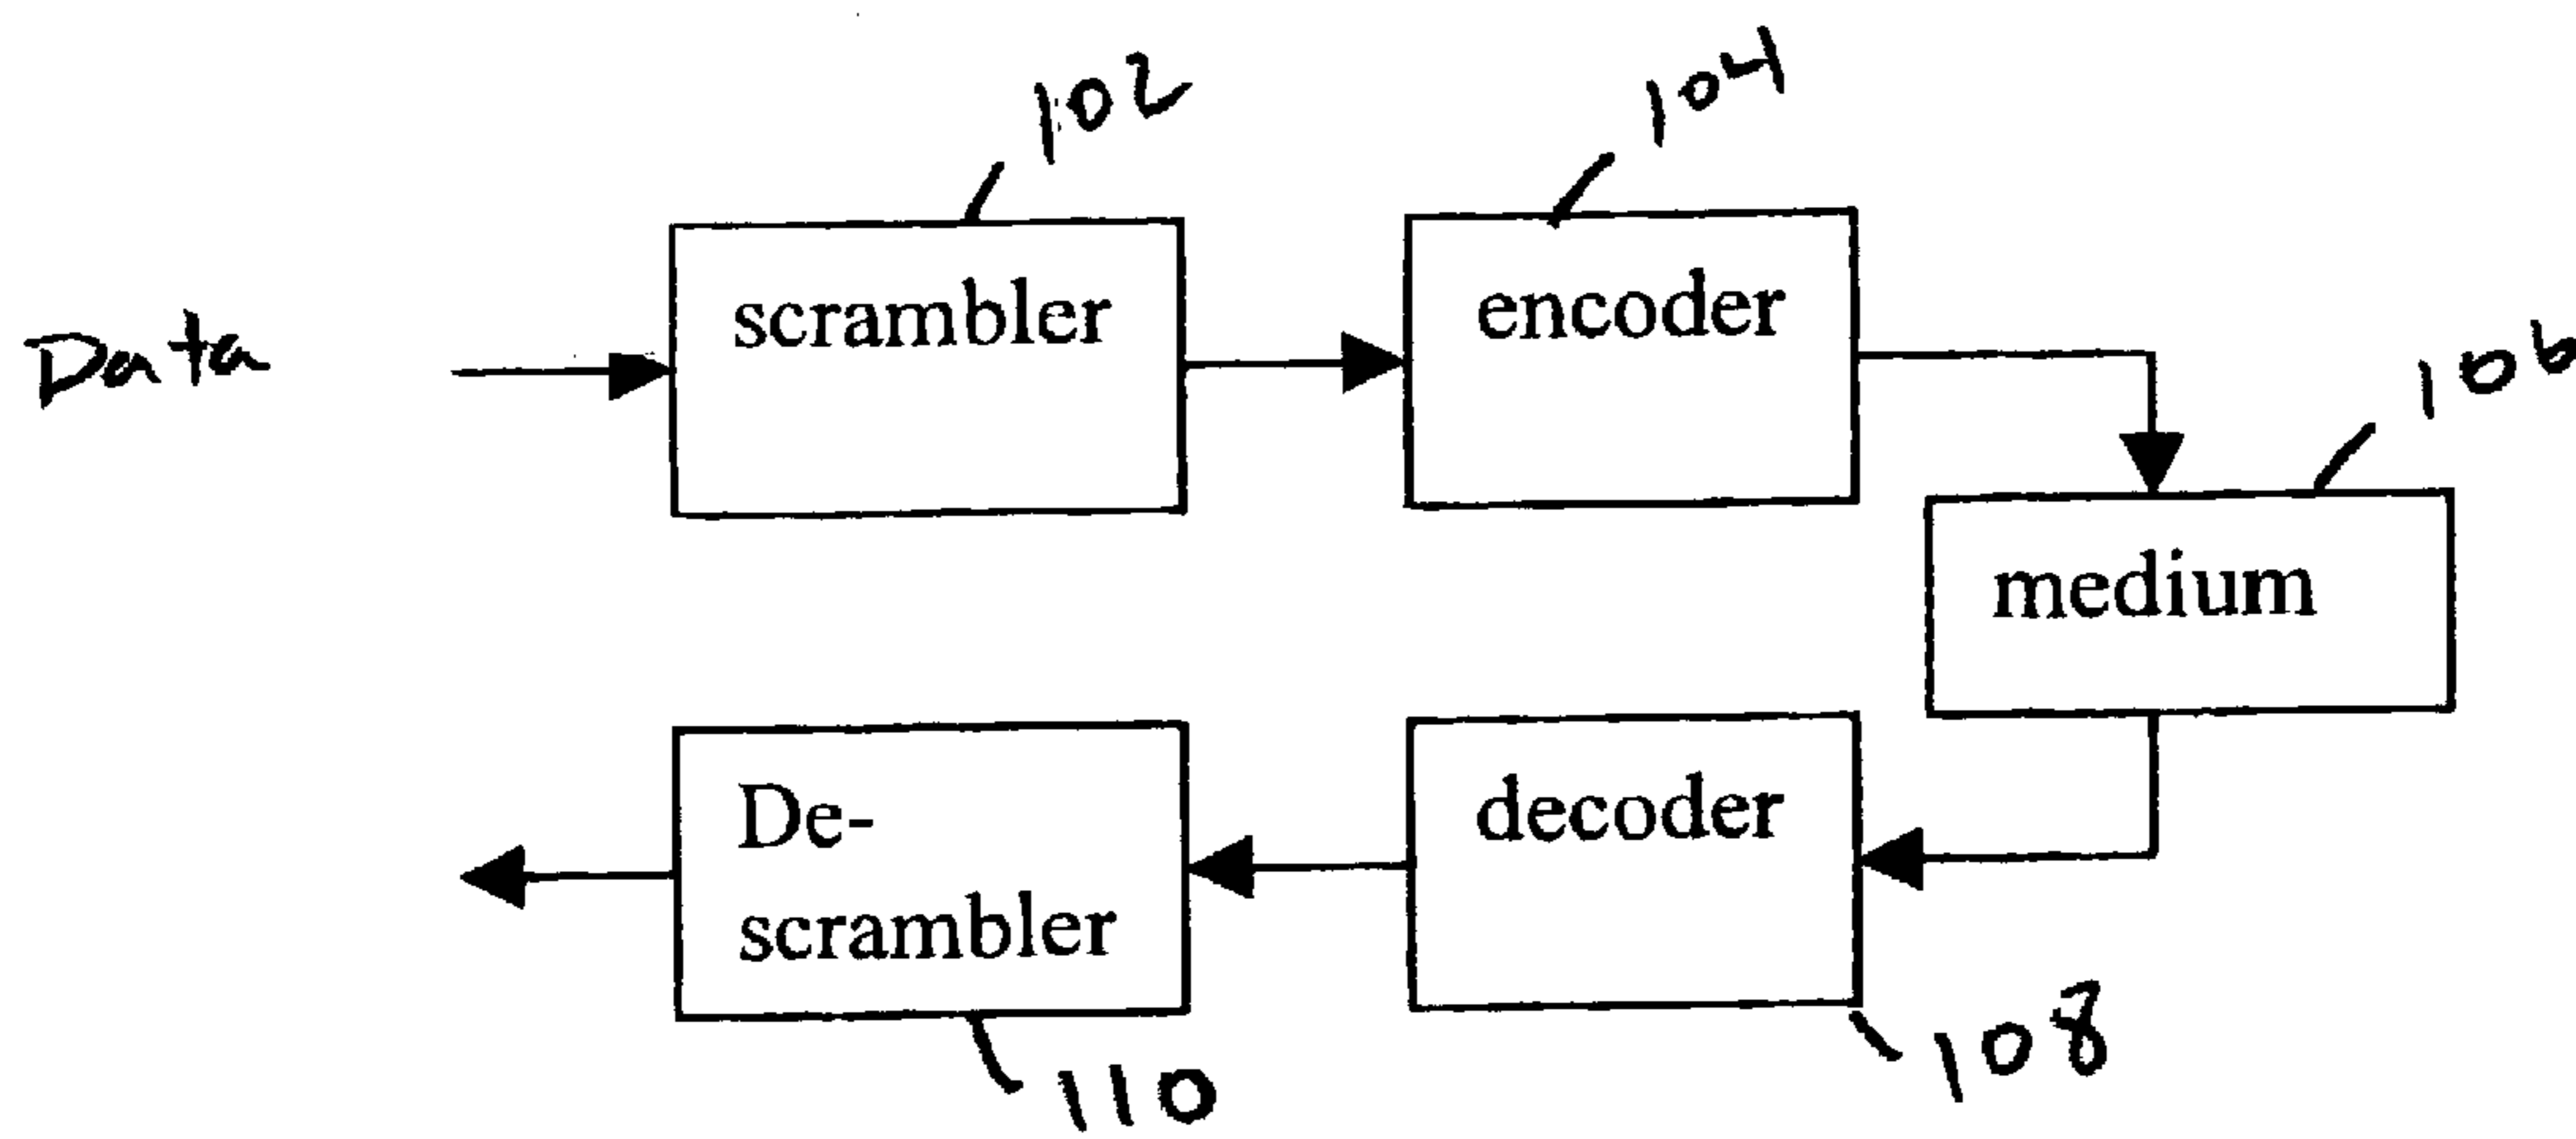 102
104
Data
scrambler
encoder
106
medium
De-
scrambler
decoder
108
110